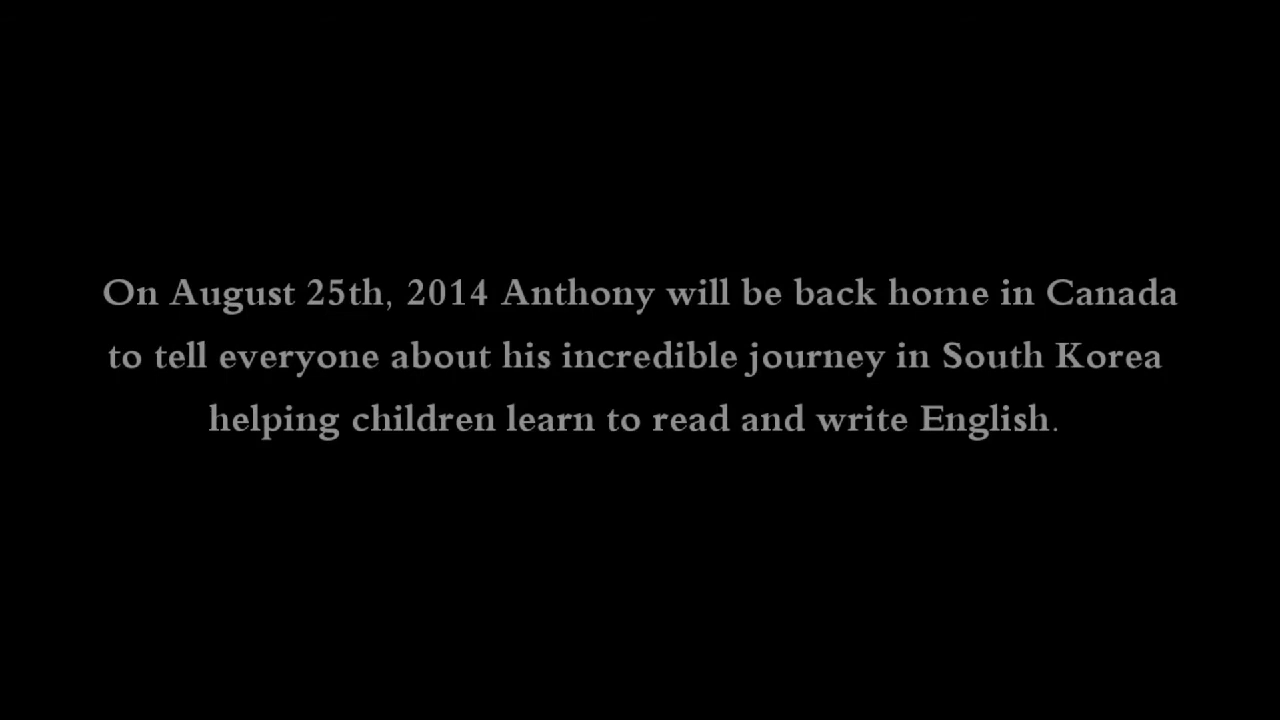 On August 25th, 2014 Anthony will be back home in Canada
to tell everyone about his incredible journey in South Korea
helping children learn to read and write English.